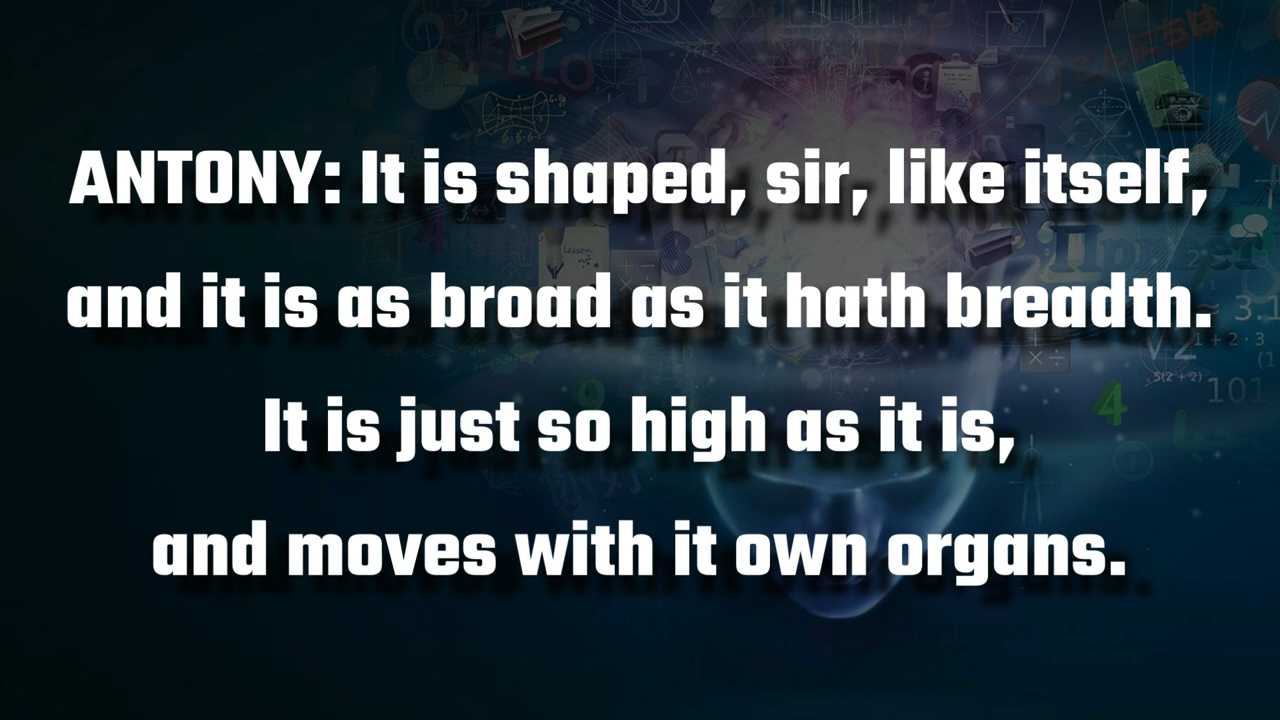 ANTONY: It is shaped, sir, like itself,
and it is as broad as it hath breadth.
It is just so high as it is,
and moves with it own organs.